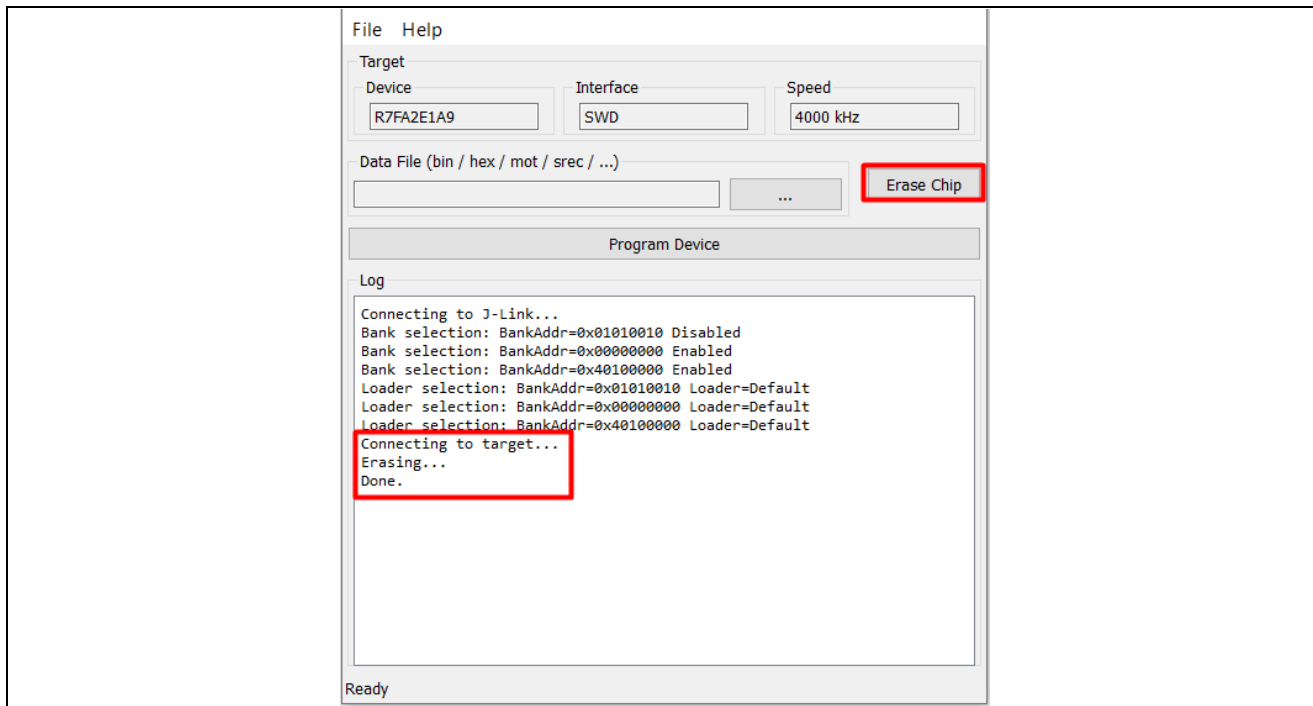 File Help
Target
Device Interface Speed
R7FA2E1A9 SWD 4000 kHz
Data File (bin / hex / mot / srec / ...)
... Erase Chip
Program Device
Log
Connecting to J-Link...
Bank selection: BankAddr=0x01010010 Disabled
Bank selection: BankAddr=0x00000000 Enabled
Bank selection: BankAddr=0x40100000 Enabled
Loader selection: BankAddr=0x01010010 Loader=Default
Loader selection: BankAddr=0x00000000 Loader=Default
Loader selection: BankAddr=0x40100000 Loader=Default
Connecting to target...
Erasing...
Done.
Ready